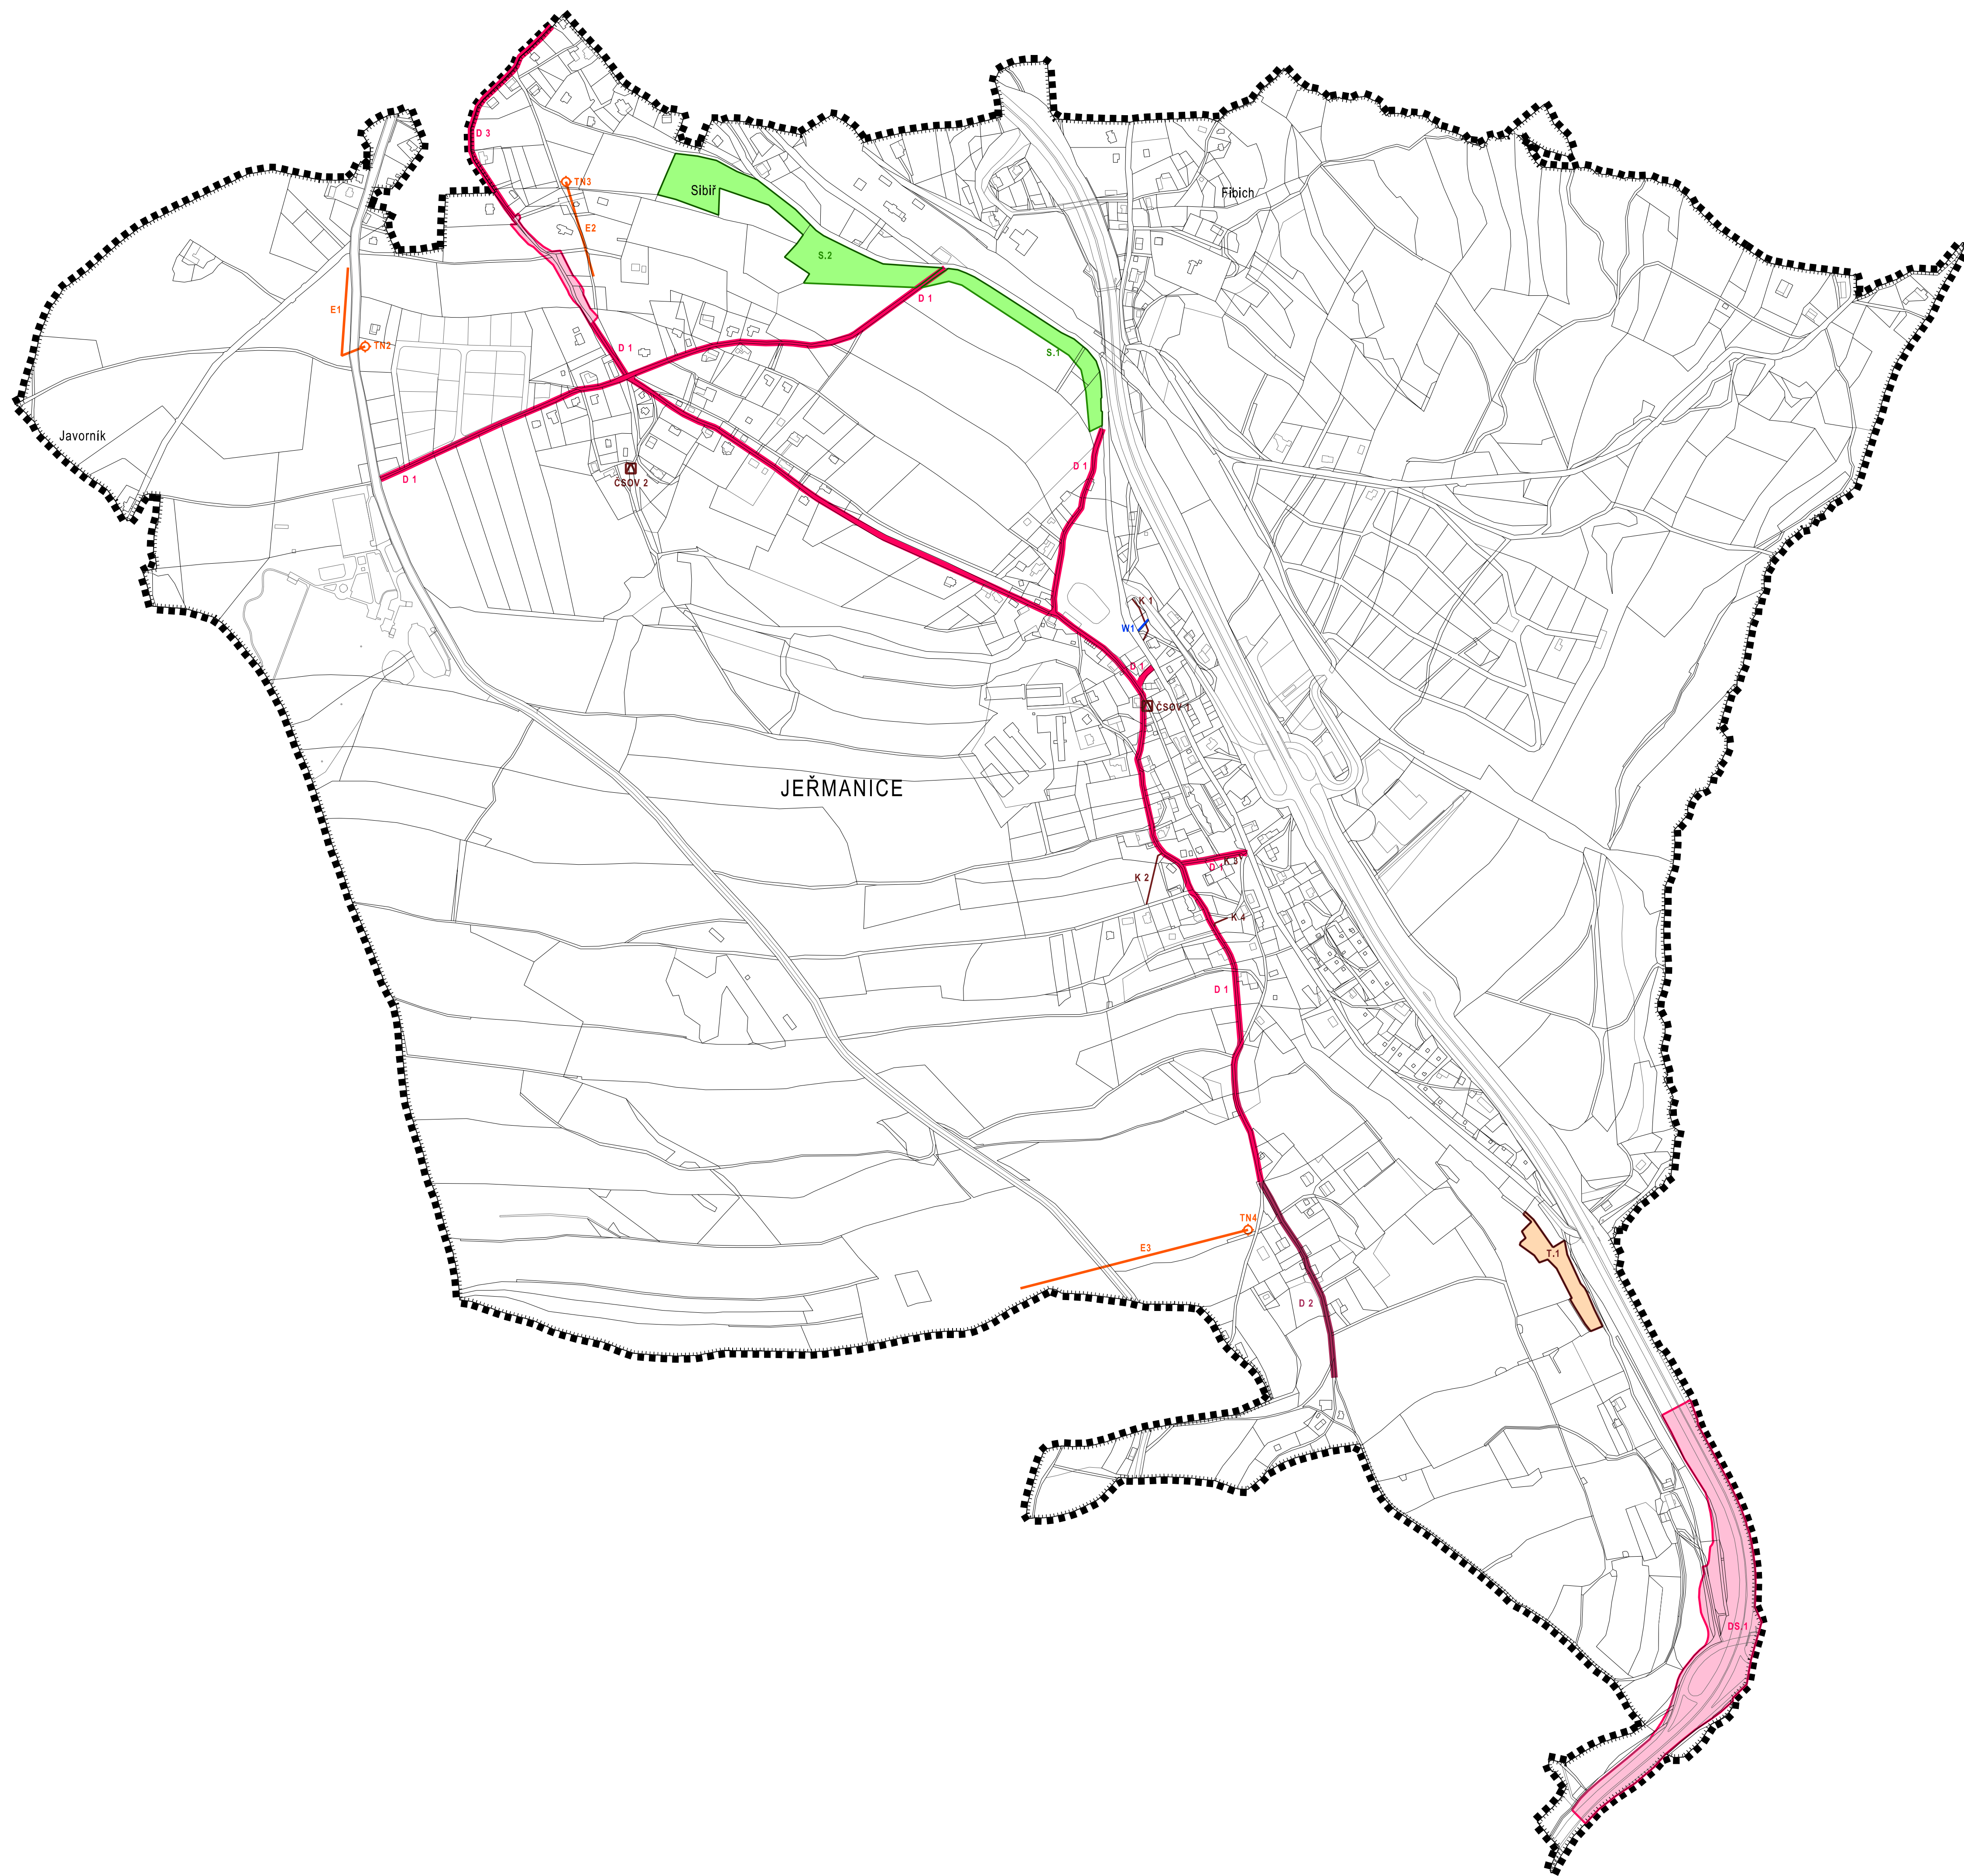 D 3
TN3
Sibiř
Fibich
E2
S.2
D 1
E1
TN2
D 1
S.1
Javorník
D 1
D 1
ČSOV 2
K 1
W1
D 1
ČSOV 1
JEŘMANICE
K 3
D 1
K 2
K 4
D 1
TN4
E3
T.1
D 2
DS.1